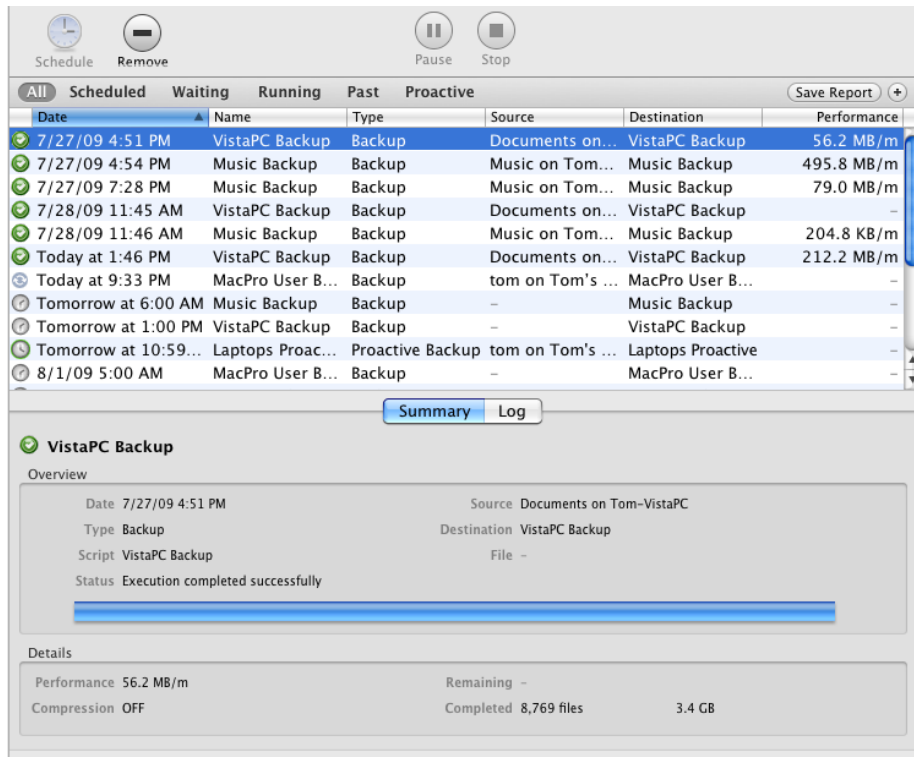 Schedule Remove Pause Stop
All Scheduled Waiting Running Past Proactive Save Report +
Date Name Type Source Destination Performance
7/27/09 4:51 PM VistaPC Backup Backup Documents on... VistaPC Backup 56.2 MB/m
7/27/09 4:54 PM Music Backup Backup Music on Tom... Music Backup 495.8 MB/m
7/27/09 7:28 PM Music Backup Backup Music on Tom... Music Backup 79.0 MB/m
7/28/09 11:45 AM VistaPC Backup Backup Documents on... VistaPC Backup –
7/28/09 11:46 AM Music Backup Backup Music on Tom... Music Backup 204.8 KB/m
Today at 1:46 PM VistaPC Backup Backup Documents on... VistaPC Backup 212.2 MB/m
Today at 9:33 PM MacPro User B... Backup tom on Tom's ... MacPro User B... –
Tomorrow at 6:00 AM Music Backup Backup – Music Backup –
Tomorrow at 1:00 PM VistaPC Backup Backup – VistaPC Backup –
Tomorrow at 10:59... Laptops Proac... Proactive Backup tom on Tom's ... Laptops Proactive –
8/1/09 5:00 AM MacPro User B... Backup – MacPro User B... –
Summary Log
VistaPC Backup
Overview
Date 7/27/09 4:51 PM Source Documents on Tom-VistaPC
Type Backup Destination VistaPC Backup
Script VistaPC Backup File –
Status Execution completed successfully
Details
Performance 56.2 MB/m Remaining –
Compression OFF Completed 8,769 files 3.4 GB